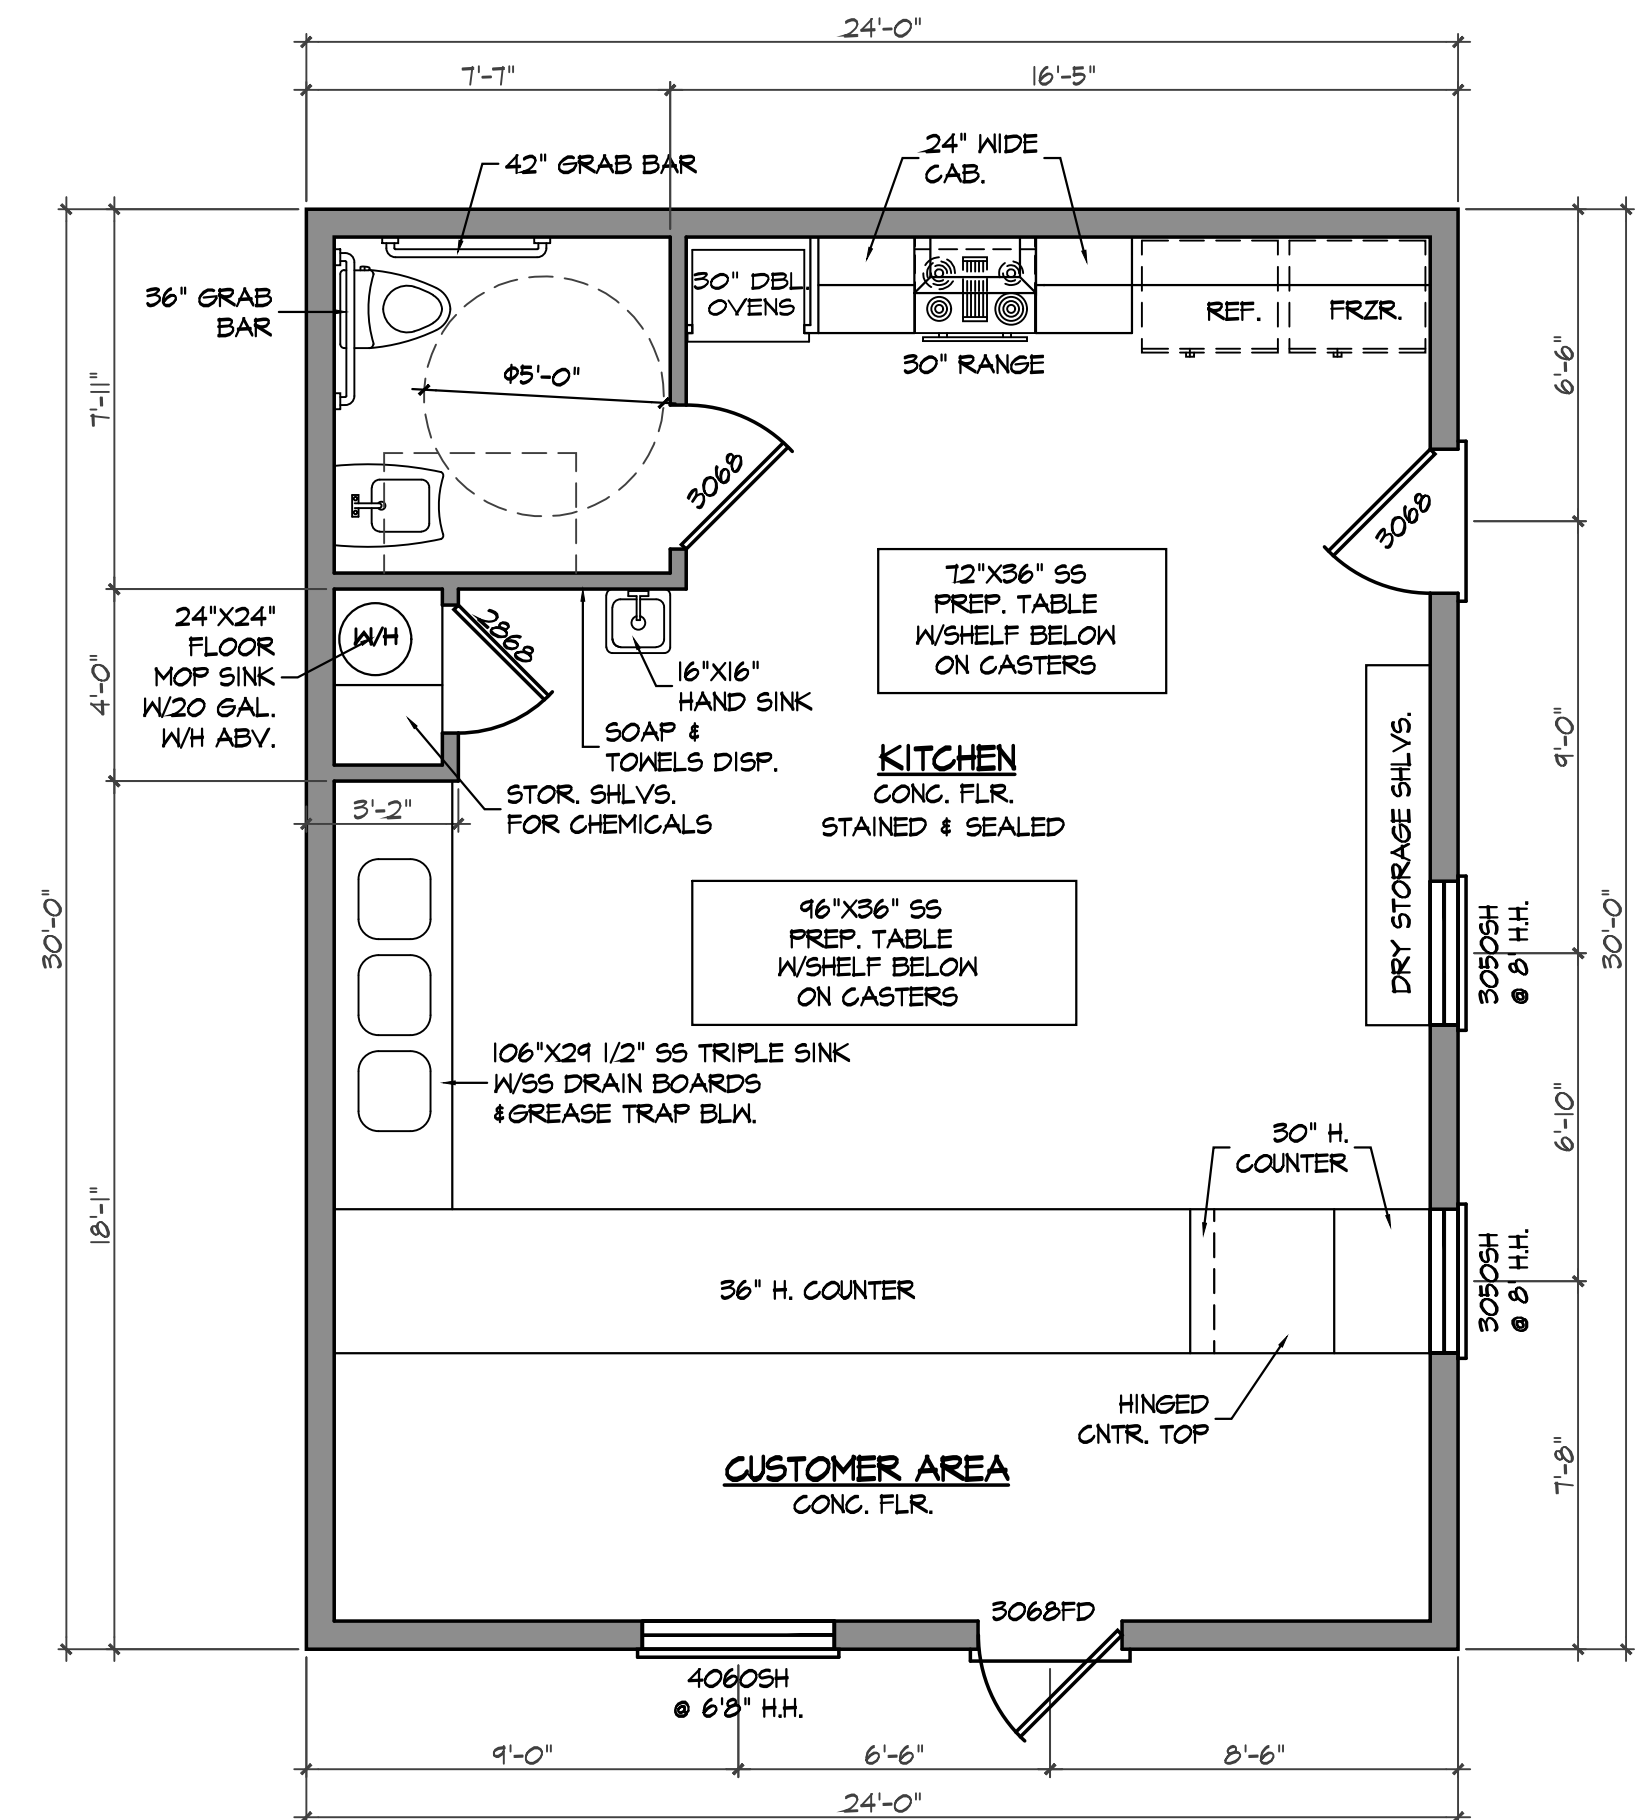 24'-0"
7'-7"
16'-5"
42" GRAB BAR
24" WIDE
CAB.
36" GRAB
BAR
30" DBL.
OVENS
REF.
FRZR.
30" RANGE
Φ5'-0"
7'-11"
6'-6"
3068
3068
72"X36" SS
PREP. TABLE
W/SHELF BELOW
ON CASTERS
24"X24"
FLOOR
MOP SINK
W/20 GAL.
W/H ABV.
W/H
2868
4'-0"
16"X16"
HAND SINK
SOAP &
TOWELS DISP.
STOR. SHLVS.
FOR CHEMICALS
3'-2"
KITCHEN
CONC. FLR.
STAINED & SEALED
DRY STORAGE SHLVS.
9'-0"
96"X36" SS
PREP. TABLE
W/SHELF BELOW
ON CASTERS
30'-0"
3050SH
@ 8' H.H.
30'-0"
106"X29 1/2" SS TRIPLE SINK
W/SS DRAIN BOARDS
&GREASE TRAP BLW.
6'-10"
30" H.
COUNTER
18'-1"
36" H. COUNTER
3050SH
@ 8' H.H.
HINGED
CNTR. TOP
7'-8"
CUSTOMER AREA
CONC. FLR.
3068FD
4060SH
@ 6'8" H.H.
9'-0"
6'-6"
8'-6"
24'-0"